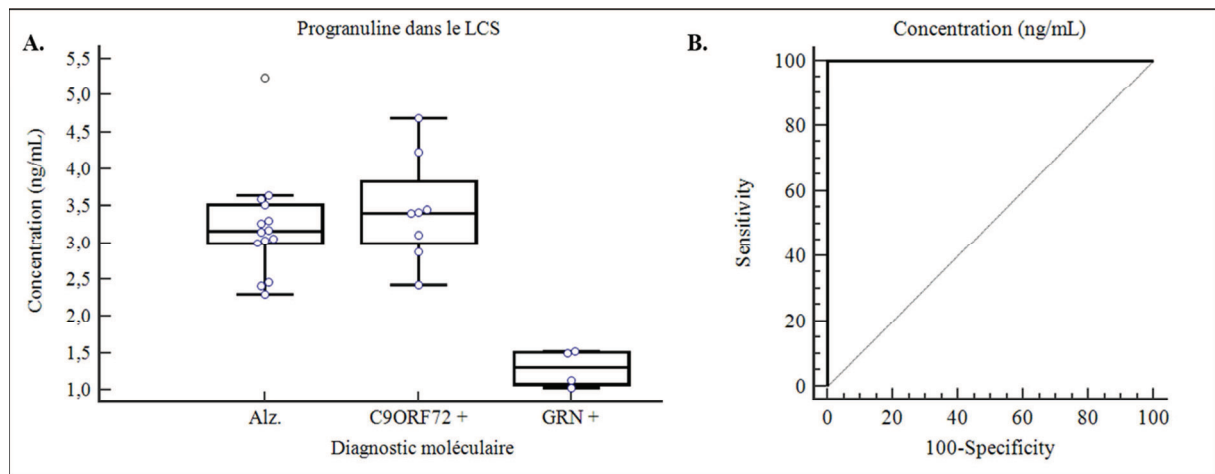 A.
Progranuline dans le LCS
Concentration (ng/mL)
5,5
5,0
4,5
4,0
3,5
3,0
2,5
2,0
1,5
1,0
Alz.
C9ORF72 +
GRN +
Diagnostic moléculaire
B.
Concentration (ng/mL)
Sensitivity
100
80
60
40
20
0
0
20
40
60
80
100
100-Specificity